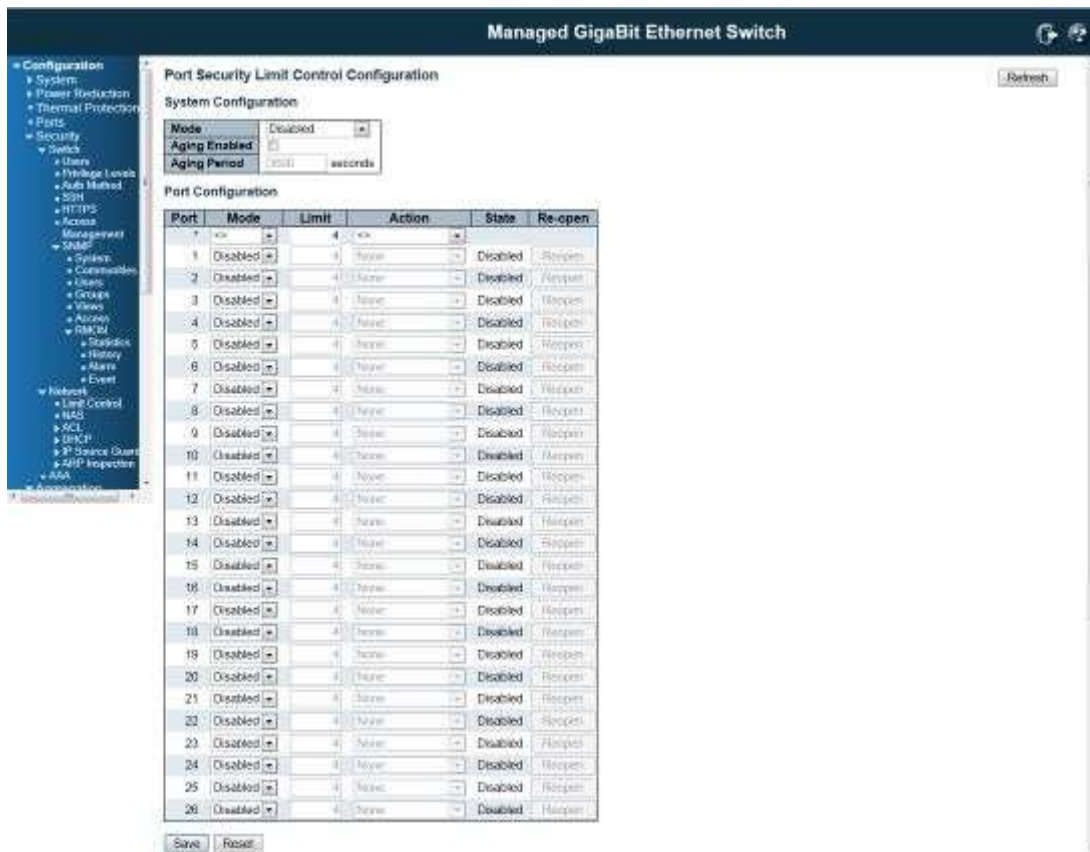 Managed GigaBit Ethernet Switch
Configuration
System
Power Reduction
Thermal Protection
Ports
Security
Switch
Users
Privilege Levels
Auth Method
SSH
HTTPS
Access
Management
SNMP
System
Communities
Users
Groups
Views
Access
RMON
Statistics
History
Alarm
Event
Network
Limit Control
NAS
ACL
DHCP
IP Source Guard
ARP Inspection
AAA
Aggregation
Port Security Limit Control Configuration
Refresh
System Configuration
Mode Disabled
Aging Enabled
Aging Period 3600 seconds
Port Configuration
Port Mode Limit Action State Re-open
* <> 4 <>
1 Disabled 4 None Disabled Reopen
2 Disabled 4 None Disabled Reopen
3 Disabled 4 None Disabled Reopen
4 Disabled 4 None Disabled Reopen
5 Disabled 4 None Disabled Reopen
6 Disabled 4 None Disabled Reopen
7 Disabled 4 None Disabled Reopen
8 Disabled 4 None Disabled Reopen
9 Disabled 4 None Disabled Reopen
10 Disabled 4 None Disabled Reopen
11 Disabled 4 None Disabled Reopen
12 Disabled 4 None Disabled Reopen
13 Disabled 4 None Disabled Reopen
14 Disabled 4 None Disabled Reopen
15 Disabled 4 None Disabled Reopen
16 Disabled 4 None Disabled Reopen
17 Disabled 4 None Disabled Reopen
18 Disabled 4 None Disabled Reopen
19 Disabled 4 None Disabled Reopen
20 Disabled 4 None Disabled Reopen
21 Disabled 4 None Disabled Reopen
22 Disabled 4 None Disabled Reopen
23 Disabled 4 None Disabled Reopen
24 Disabled 4 None Disabled Reopen
25 Disabled 4 None Disabled Reopen
26 Disabled 4 None Disabled Reopen
Save Reset